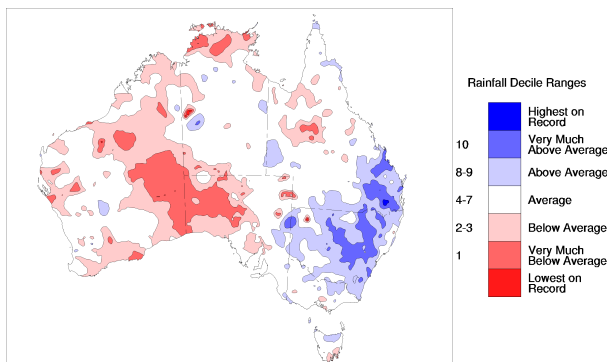 Rainfall Decile Ranges
Highest on
Record
10
Very Much
Above Average
8-9
Above Average
4-7
Average
2-3
Below Average
1
Very Much
Below Average
Lowest on
Record